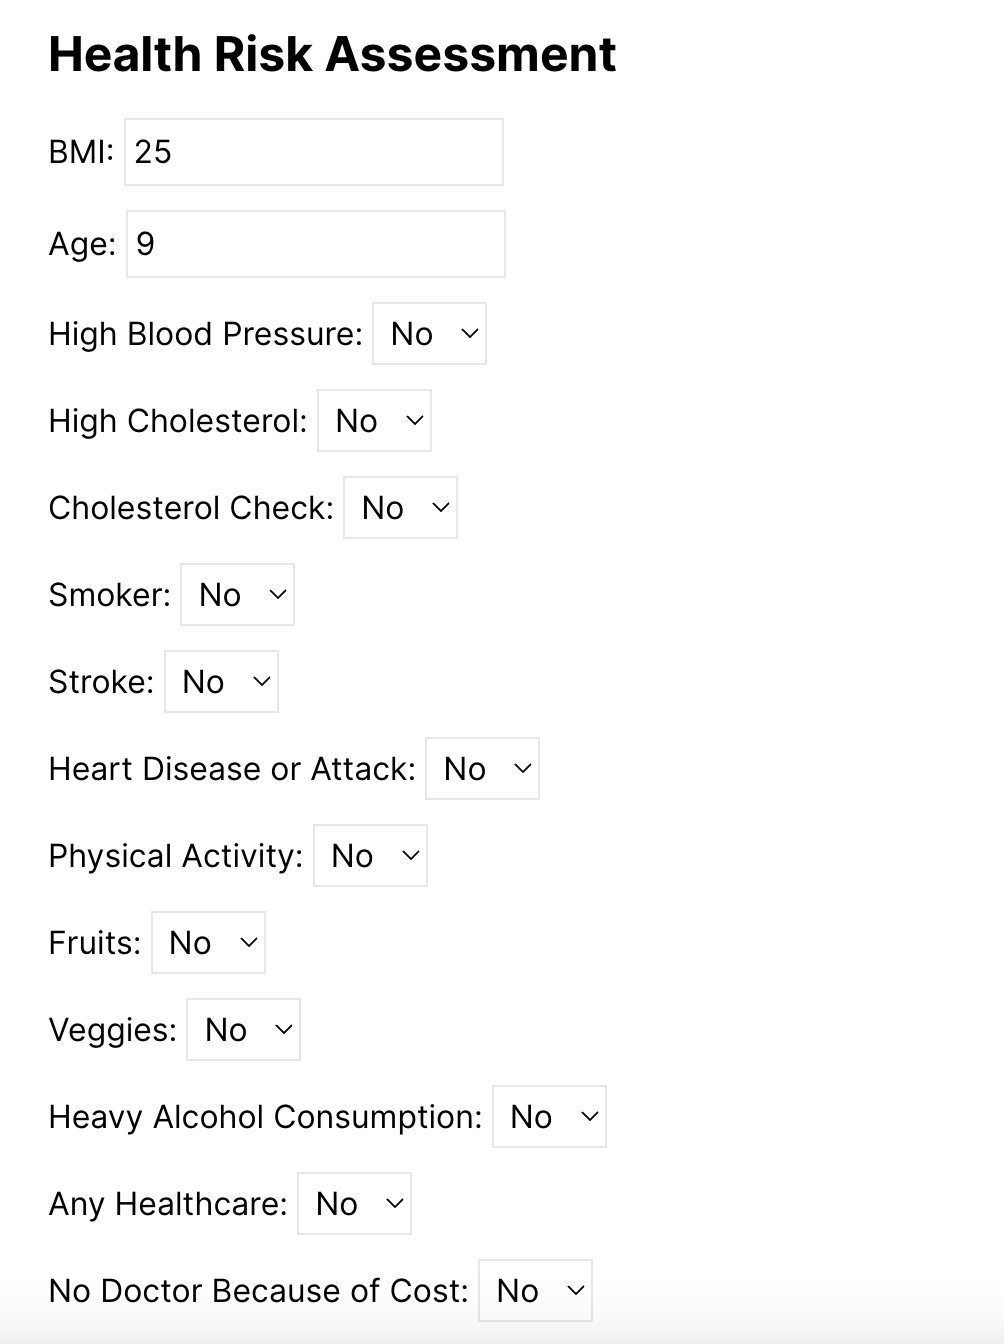 Health Risk Assessment
BMI: 25
Age: 9
High Blood Pressure: No
High Cholesterol: No
Cholesterol Check: No
Smoker: No
Stroke: No
Heart Disease or Attack: No
Physical Activity: No
Fruits: No
Veggies: No
Heavy Alcohol Consumption: No
Any Healthcare: No
No Doctor Because of Cost: No